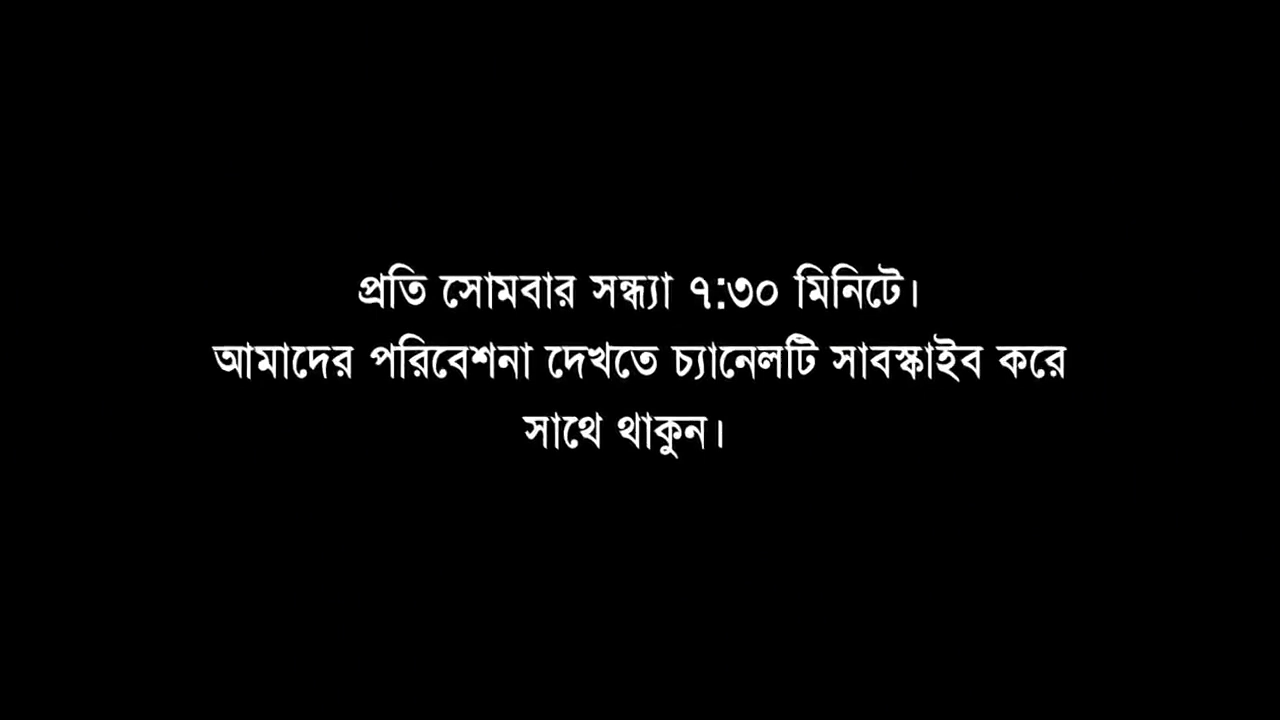 প্রতি সোমবার সন্ধ্যা ৭:৩০ মিনিটে।
আমাদের পরিবেশনা দেখতে চ্যানেলটি সাবস্কাইব করে
সাথে থাকুন।